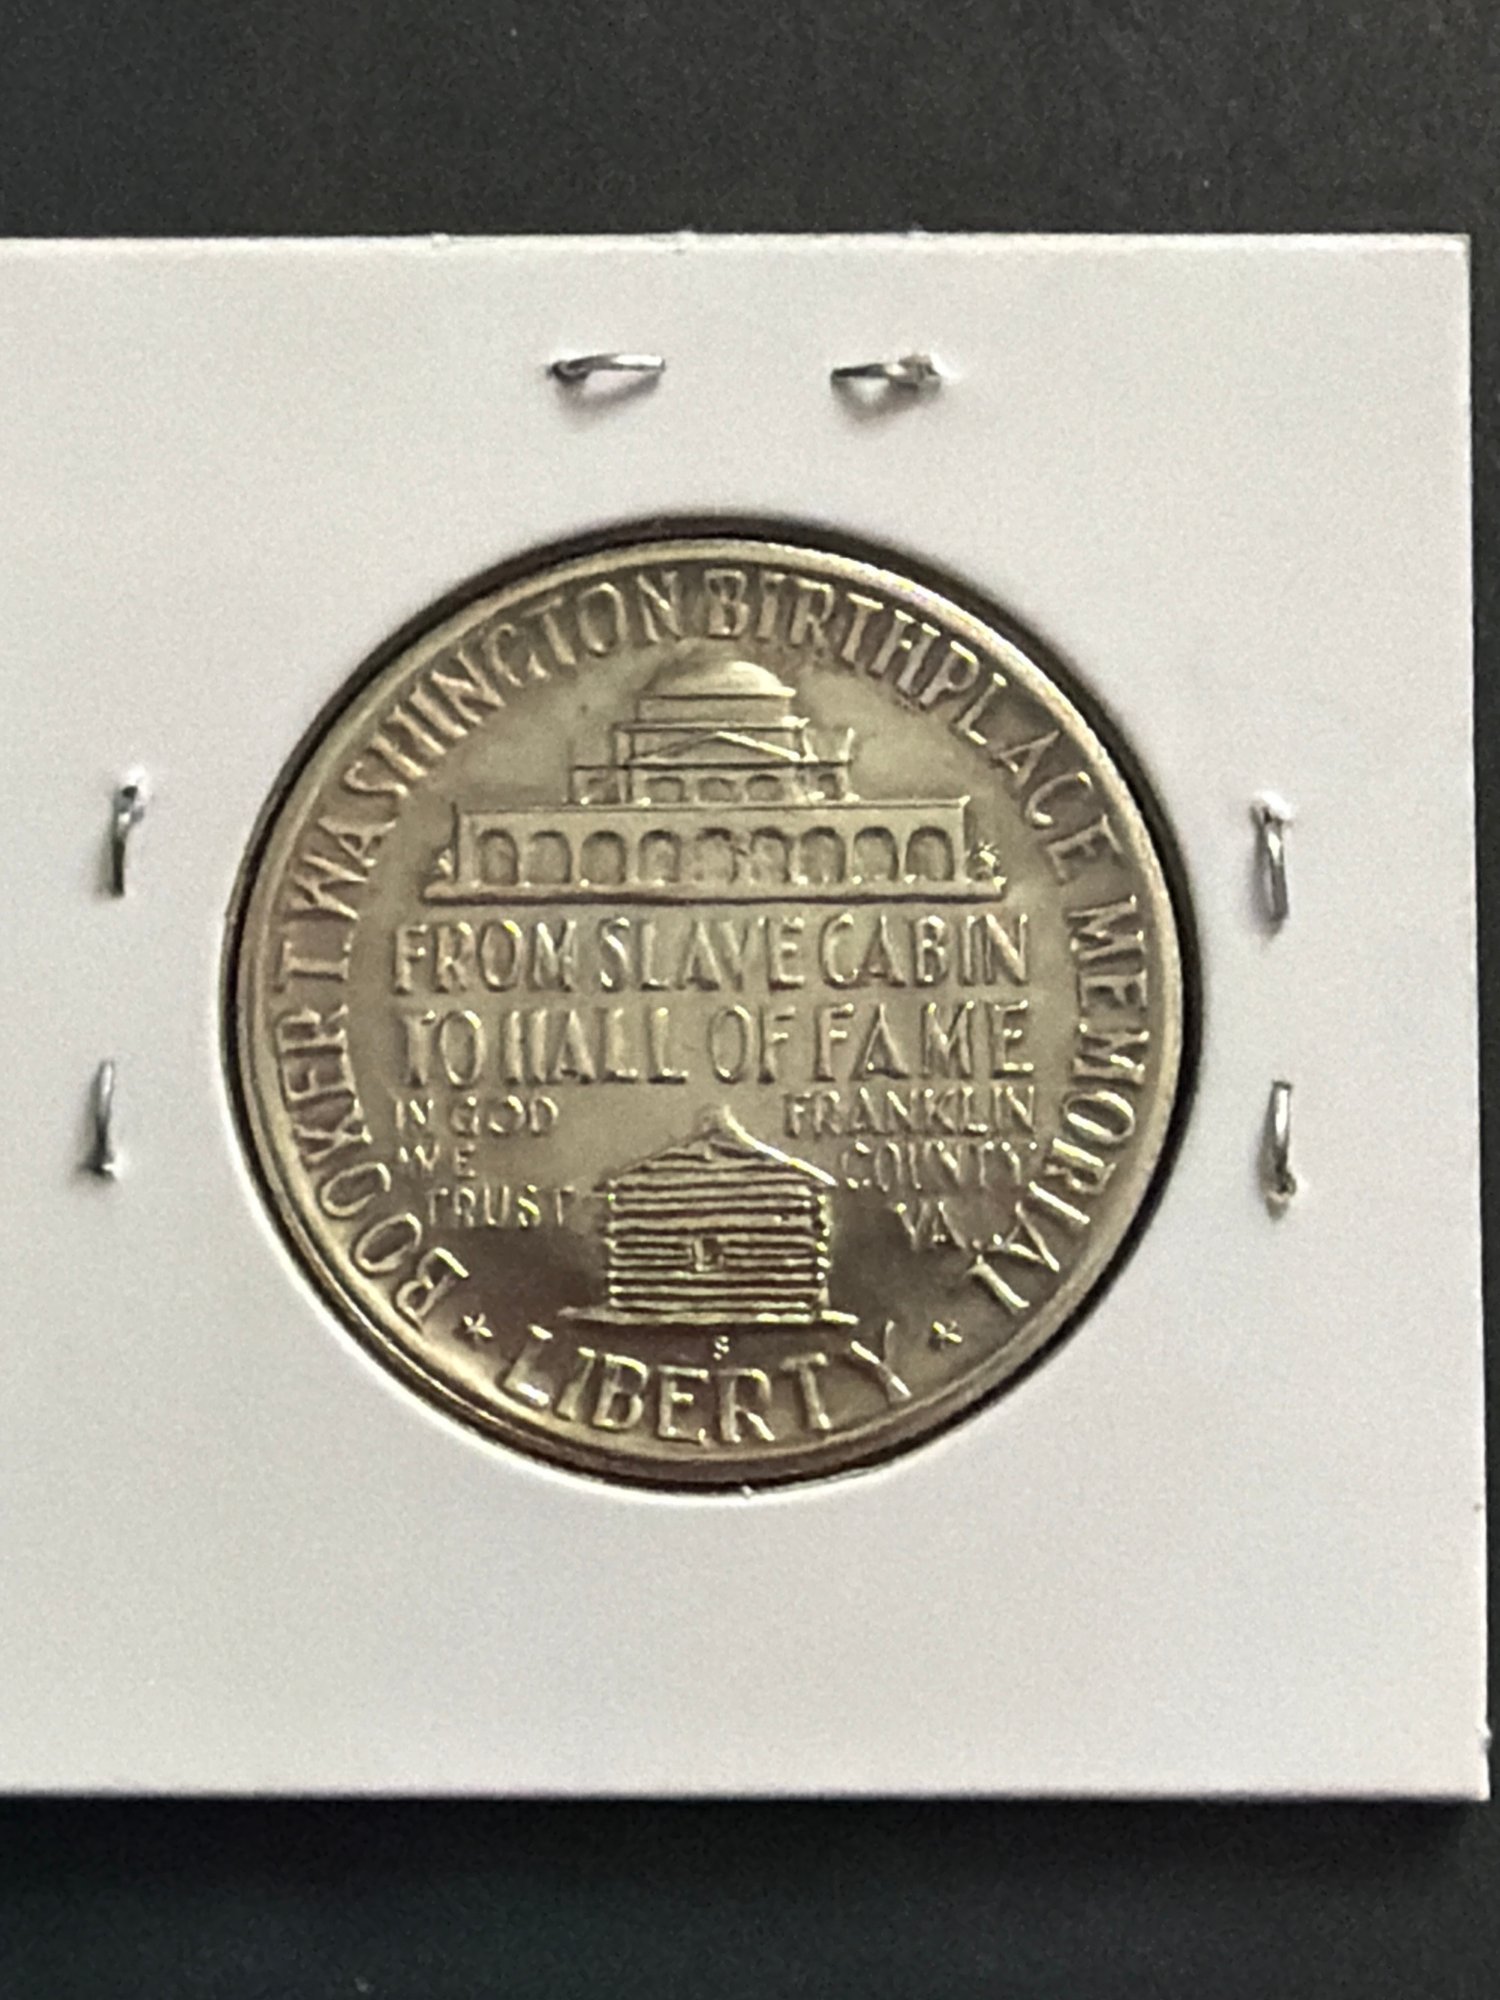 BOOKER T. WASHINGTON BIRTHPLACE MEMORIAL
FROM SLAVE CABIN
TO HALL OF FAME
IN GOD
WE
TRUST
FRANKLIN
COUNTY
VA.
S
LIBERTY